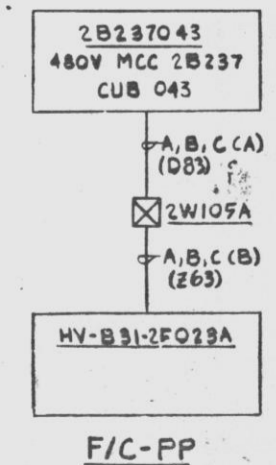 2B237043
480V MCC 2B237
CUB 043
A, B, C (A)
(D83)
2W105A
A, B, C (B)
(Z63)
HV-B31-2F023A
F/C-PP